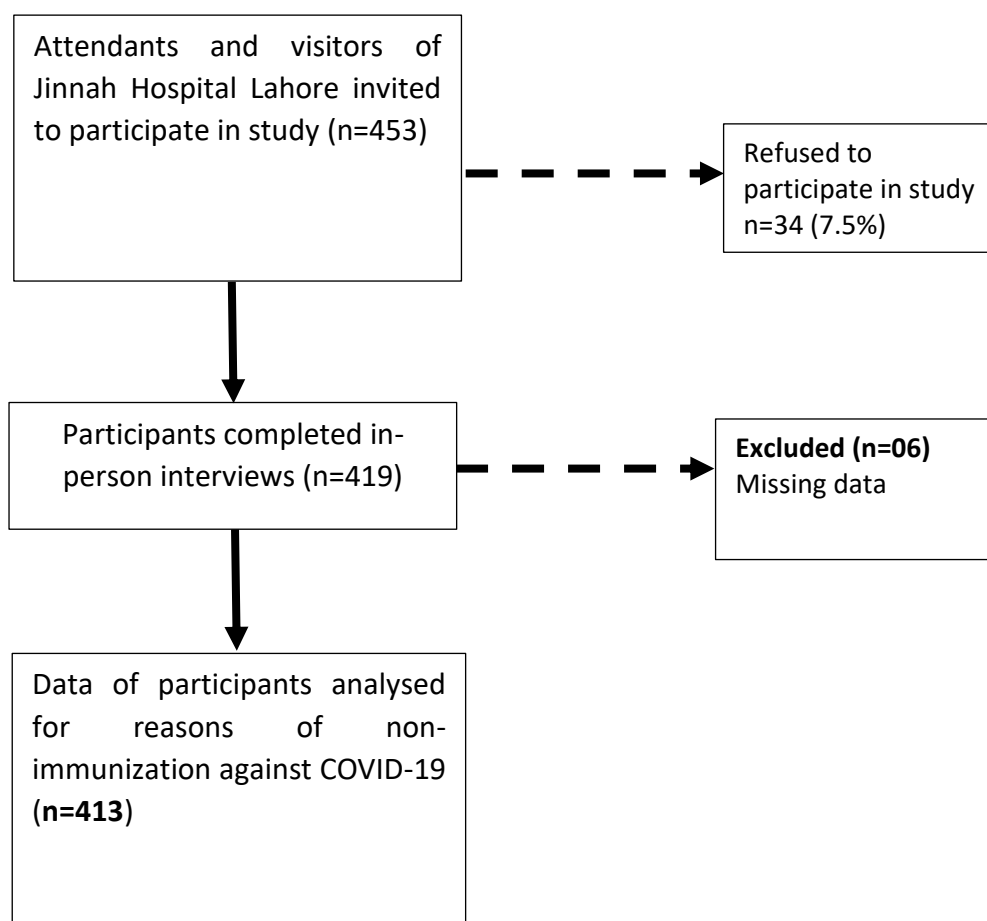 Attendants and visitors of
Jinnah Hospital Lahore invited
to participate in study (n=453)
Refused to
participate in study
n=34 (7.5%)
Participants completed in-
person interviews (n=419)
Excluded (n=06)
Missing data
Data of participants analysed
for reasons of non-
immunization against COVID-19
(n=413)